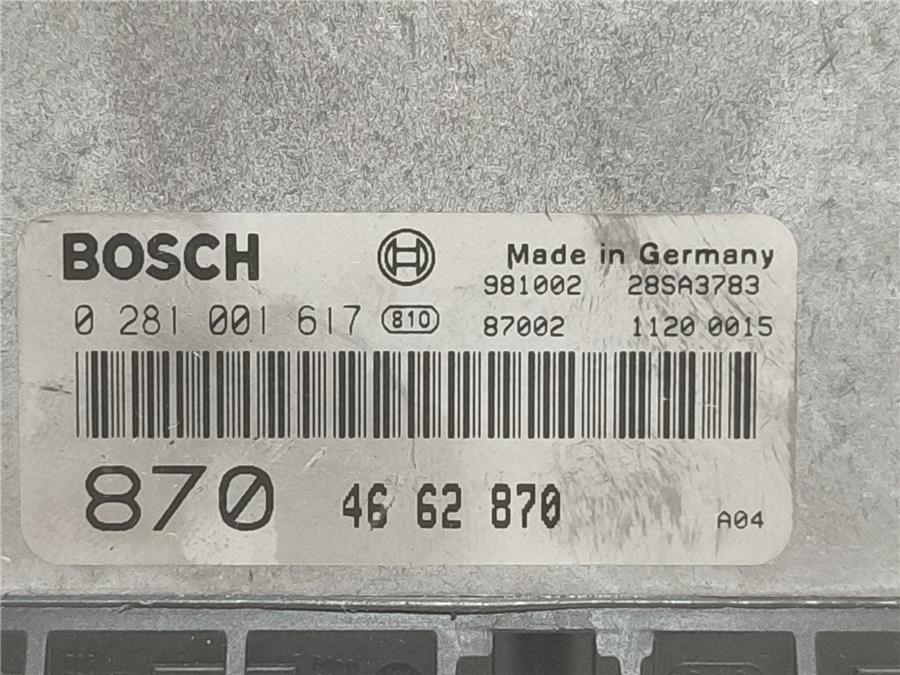 BOSCH Made in Germany
981002 28SA3783
0 281 001 617 810 87002 1120 0015
870 46 62 870 A04